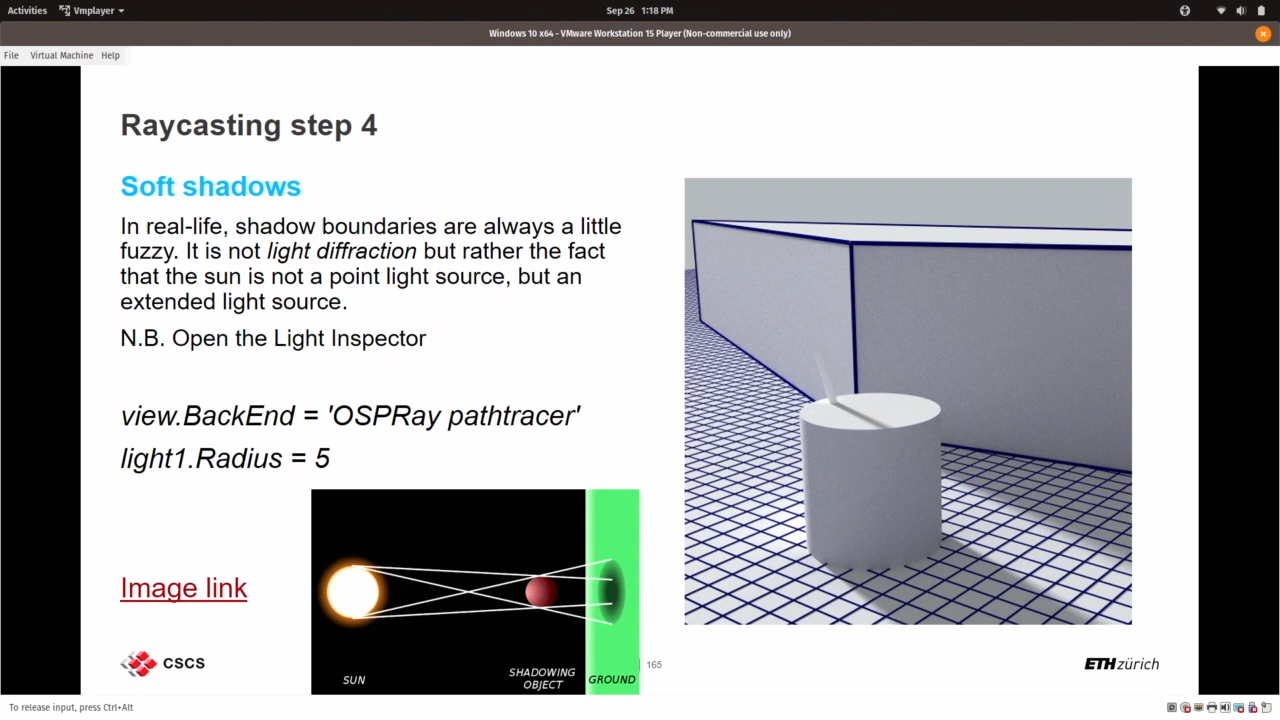 Activities
Vmplayer
Sep 26 1:18 PM
Windows 10 x64 - VMware Workstation 15 Player (Non-commercial use only)
File Virtual Machine Help
Raycasting step 4
Soft shadows
In real-life, shadow boundaries are always a little
fuzzy. It is not light diffraction but rather the fact
that the sun is not a point light source, but an
extended light source.
N.B. Open the Light Inspector
view.BackEnd = 'OSPRay pathtracer'
light1.Radius = 5
Image link
SUN
SHADOWING
OBJECT
GROUND
CSCS
165
ETH zürich
To release input, press Ctrl+Alt